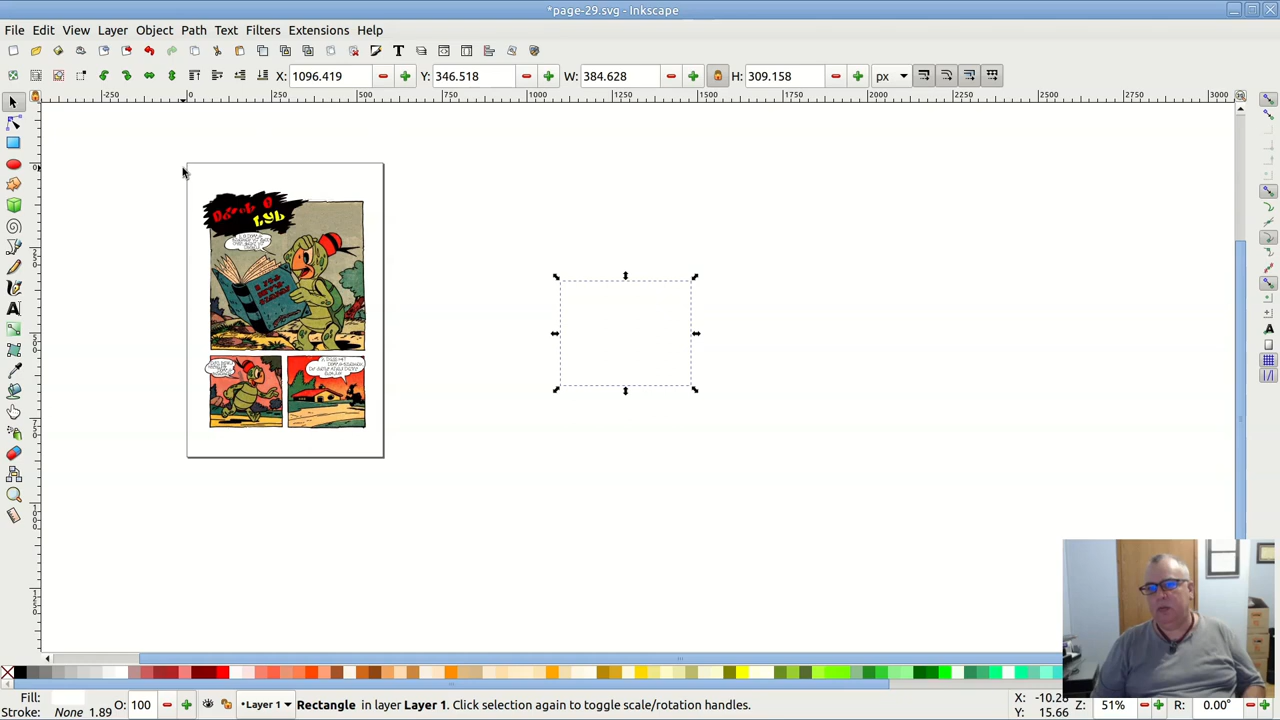 *page-29.svg - Inkscape
File Edit View Layer Object Path Text Filters Extensions Help
X: 1096.419 Y: 346.518 W: 384.628 H: 309.158 px
-250 0 250 500 1000 1250 1500 1750 2000 2250 2500 2750 3000
Fill: O: 100 •Layer 1 Rectangle in layer Layer 1. Click selection again to toggle scale/rotation handles. X: -10.2 Z: 51% R: 0.00°
Stroke: None 1.89 Y: 15.66